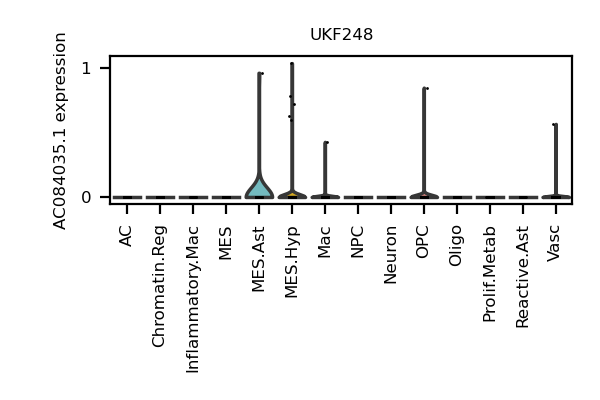 UKF248
AC084035.1 expression
1
0
AC
Chromatin.Reg
Inflammatory.Mac
MES
MES.Ast
MES.Hyp
Mac
NPC
Neuron
OPC
Oligo
Prolif.Metab
Reactive.Ast
Vasc